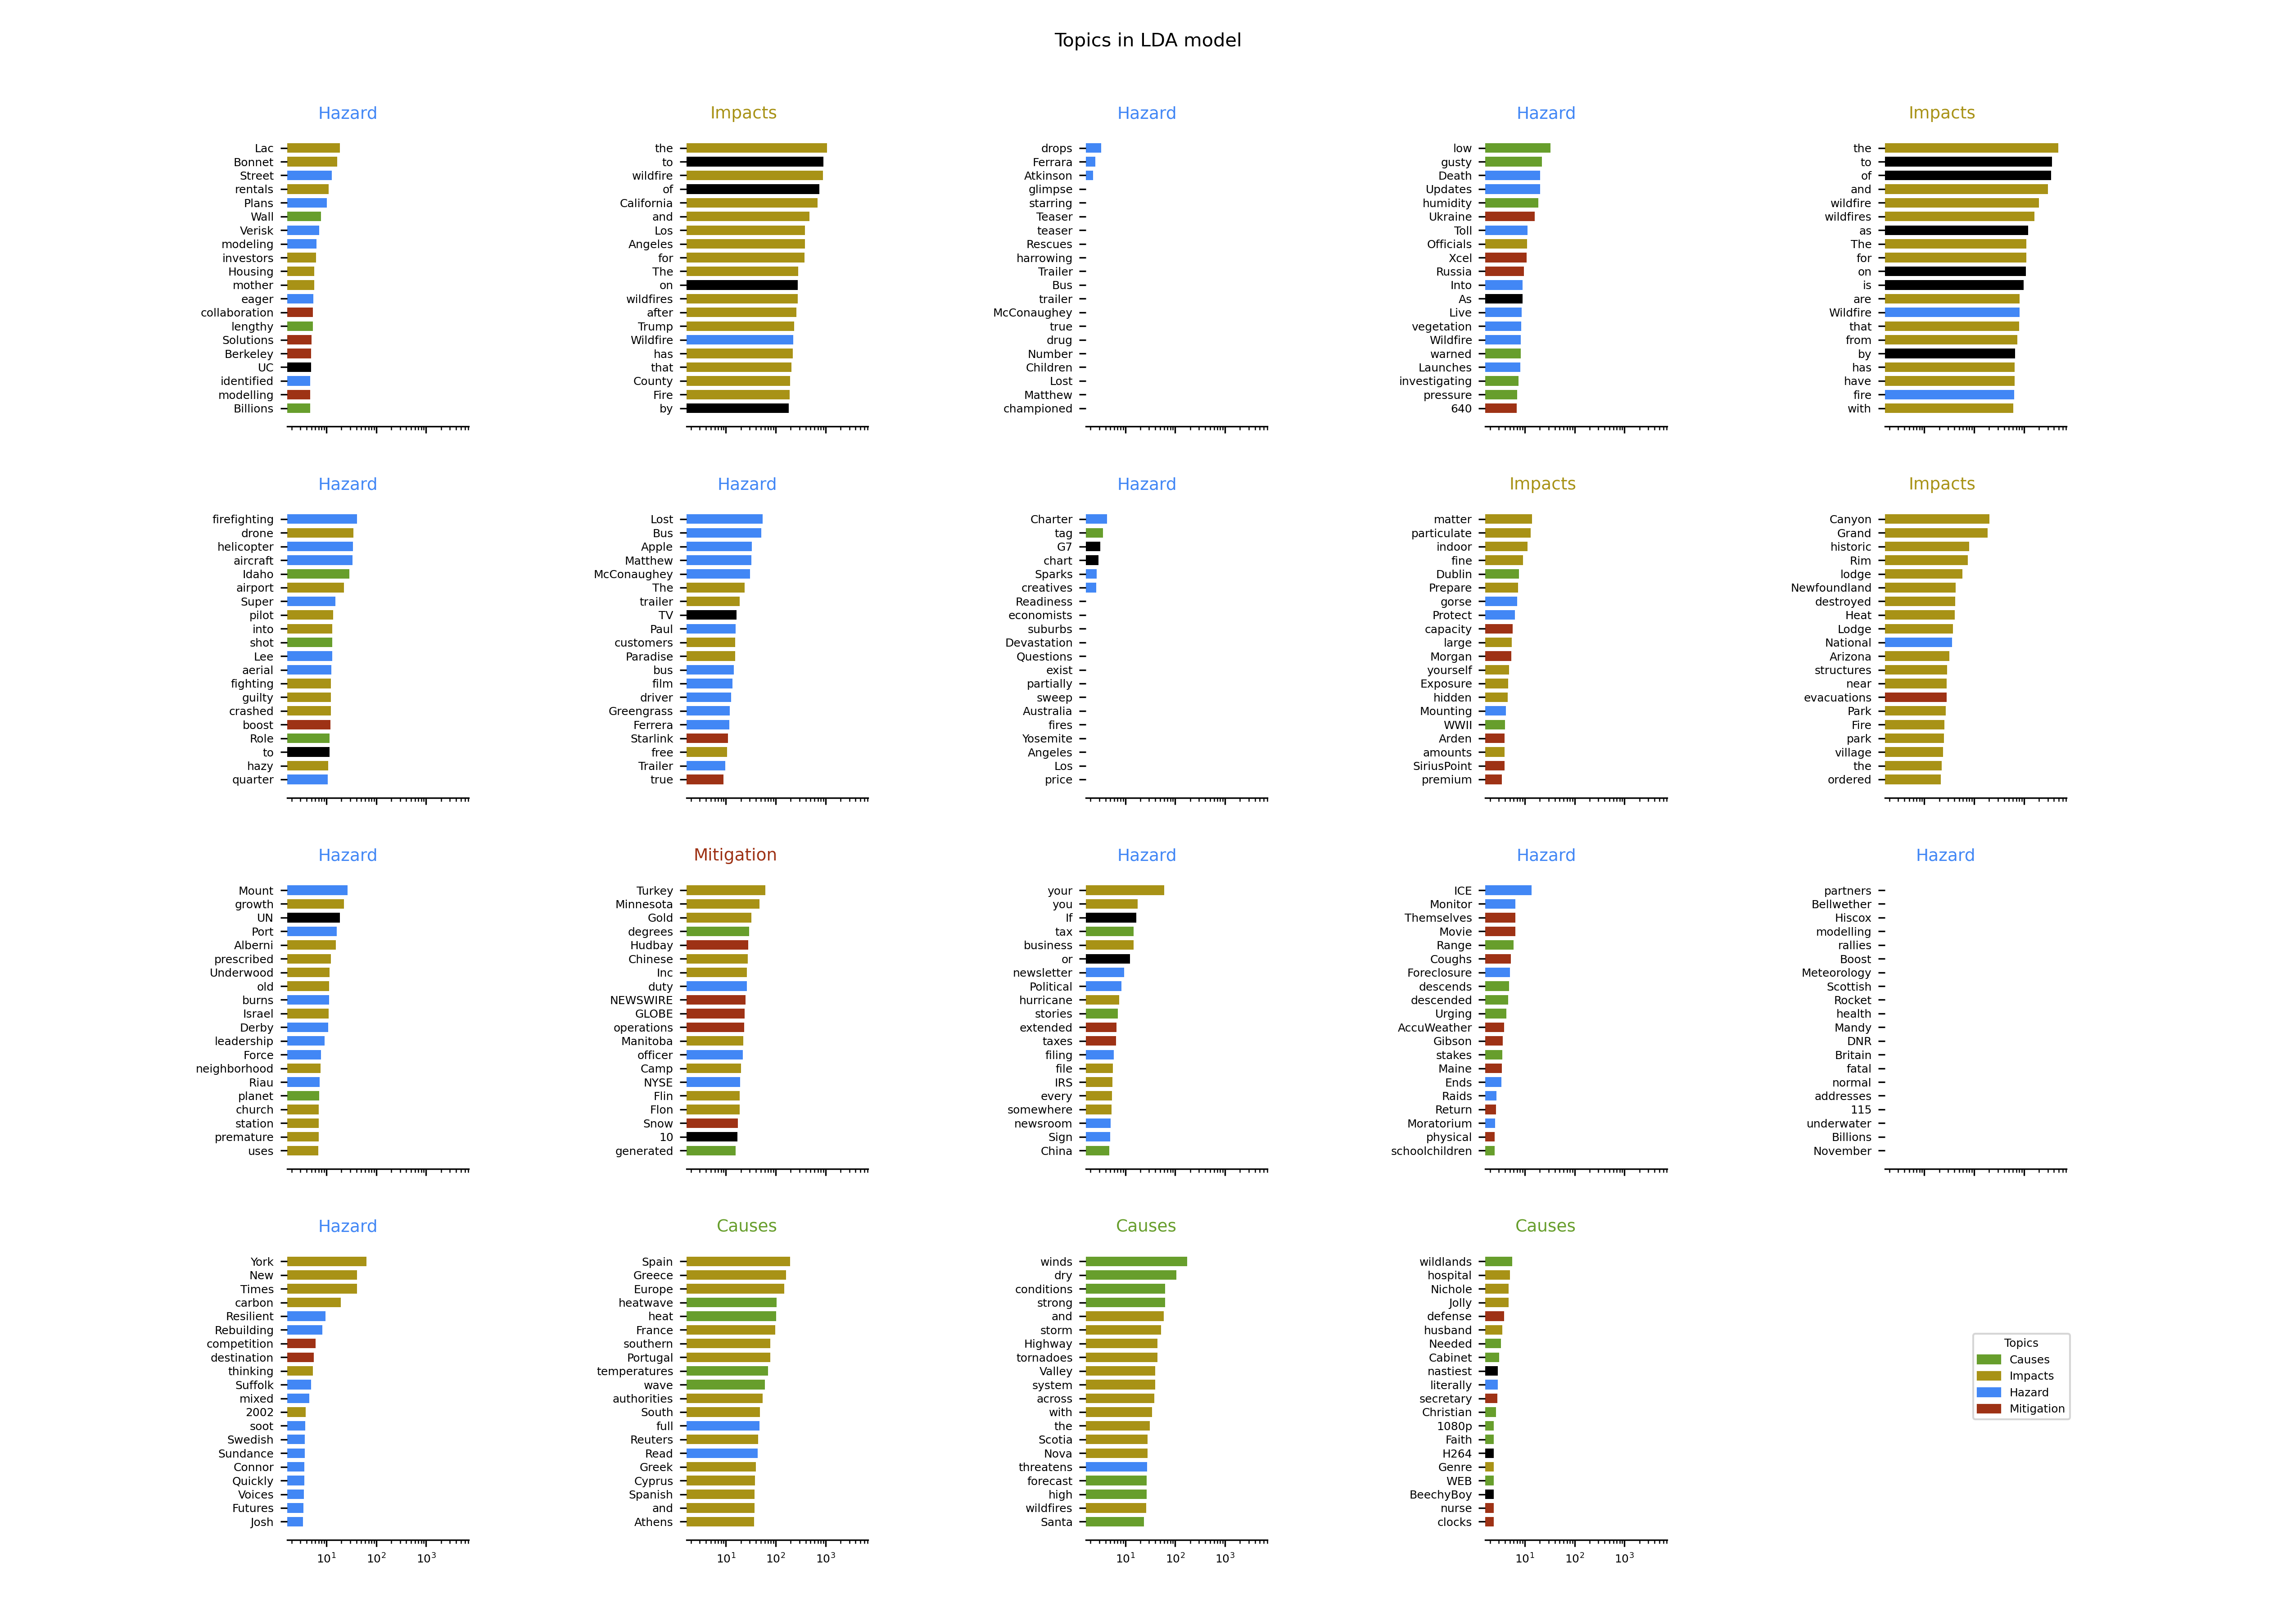 Topics in LDA model
Hazard
Lac
Bonnet
Street
rentals
Plans
Wall
Verisk
modeling
investors
Housing
mother
eager
collaboration
lengthy
Solutions
Berkeley
UC
identified
modelling
Billions
Impacts
the
to
wildfire
of
California
and
Los
Angeles
for
The
on
wildfires
after
Trump
Wildfire
has
that
County
Fire
by
Hazard
drops
Ferrara
Atkinson
glimpse
starring
Teaser
teaser
Rescues
harrowing
Trailer
Bus
trailer
McConaughey
true
drug
Number
Children
Lost
Matthew
championed
Hazard
low
gusty
Death
Updates
humidity
Ukraine
Toll
Officials
Xcel
Russia
Into
As
Live
vegetation
Wildfire
warned
Launches
investigating
pressure
640
Impacts
the
to
of
and
wildfire
wildfires
as
The
for
on
is
are
Wildfire
that
from
by
has
have
fire
with
Hazard
firefighting
drone
helicopter
aircraft
Idaho
airport
Super
pilot
into
shot
Lee
aerial
fighting
guilty
crashed
boost
Role
to
hazy
quarter
Hazard
Lost
Bus
Apple
Matthew
McConaughey
The
trailer
TV
Paul
customers
Paradise
bus
film
driver
Greengrass
Ferrera
Starlink
free
Trailer
true
Hazard
Charter
tag
G7
chart
Sparks
creatives
Readiness
economists
suburbs
Devastation
Questions
exist
partially
sweep
Australia
fires
Yosemite
Angeles
Los
price
Impacts
matter
particulate
indoor
fine
Dublin
Prepare
gorse
Protect
capacity
large
Morgan
yourself
Exposure
hidden
Mounting
WWII
Arden
amounts
SiriusPoint
premium
Impacts
Canyon
Grand
historic
Rim
lodge
Newfoundland
destroyed
Heat
Lodge
National
Arizona
structures
near
evacuations
Park
Fire
park
village
the
ordered
Hazard
Mount
growth
UN
Port
Alberni
prescribed
Underwood
old
burns
Israel
Derby
leadership
Force
neighborhood
Riau
planet
church
station
premature
uses
Mitigation
Turkey
Minnesota
Gold
degrees
Hudbay
Chinese
Inc
duty
NEWSWIRE
GLOBE
operations
Manitoba
officer
Camp
NYSE
Flin
Flon
Snow
10
generated
Hazard
your
you
If
tax
business
or
newsletter
Political
hurricane
stories
extended
taxes
filing
file
IRS
every
somewhere
newsroom
Sign
China
Hazard
ICE
Monitor
Themselves
Movie
Range
Coughs
Foreclosure
descends
descended
Urging
AccuWeather
Gibson
stakes
Maine
Ends
Raids
Return
Moratorium
physical
schoolchildren
Hazard
partners
Bellwether
Hiscox
modelling
rallies
Boost
Meteorology
Scottish
Rocket
health
Mandy
DNR
Britain
fatal
normal
addresses
115
underwater
Billions
November
Hazard
York
New
Times
carbon
Resilient
Rebuilding
competition
destination
thinking
Suffolk
mixed
2002
soot
Swedish
Sundance
Connor
Quickly
Voices
Futures
Josh
10¹ 10² 10³
Causes
Spain
Greece
Europe
heatwave
heat
France
southern
Portugal
temperatures
wave
authorities
South
full
Reuters
Read
Greek
Cyprus
Spanish
and
Athens
10¹ 10² 10³
Causes
winds
dry
conditions
strong
and
storm
Highway
tornadoes
Valley
system
across
with
the
Scotia
Nova
threatens
forecast
high
wildfires
Santa
10¹ 10² 10³
Causes
wildlands
hospital
Nichole
Jolly
defense
husband
Needed
Cabinet
nastiest
literally
secretary
Christian
1080p
Faith
H264
Genre
WEB
BeechyBoy
nurse
clocks
10¹ 10² 10³
Topics
Causes
Impacts
Hazard
Mitigation